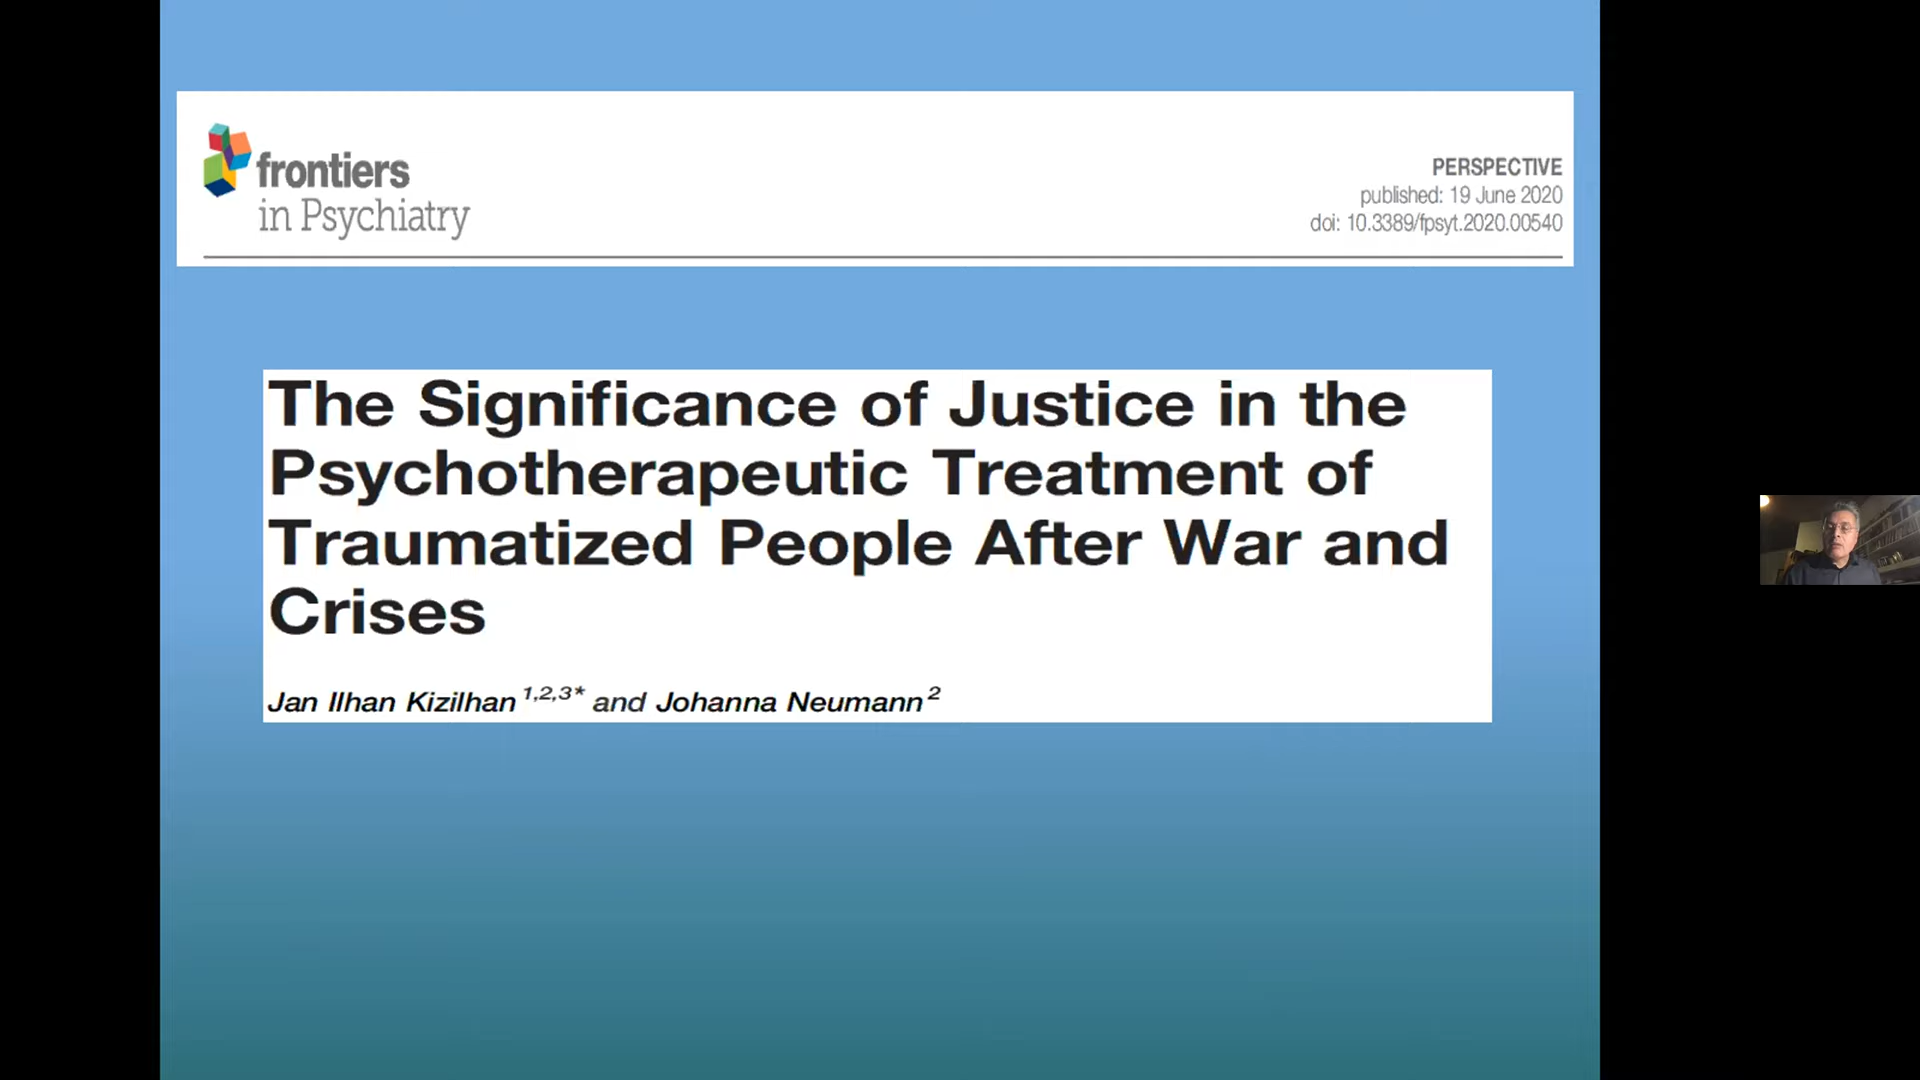 frontiers
in Psychiatry
PERSPECTIVE
published: 19 June 2020
doi: 10.3389/fpsyt.2020.00540
The Significance of Justice in the
Psychotherapeutic Treatment of
Traumatized People After War and
Crises
Jan Ilhan Kizilhan 1,2,3* and Johanna Neumann 2